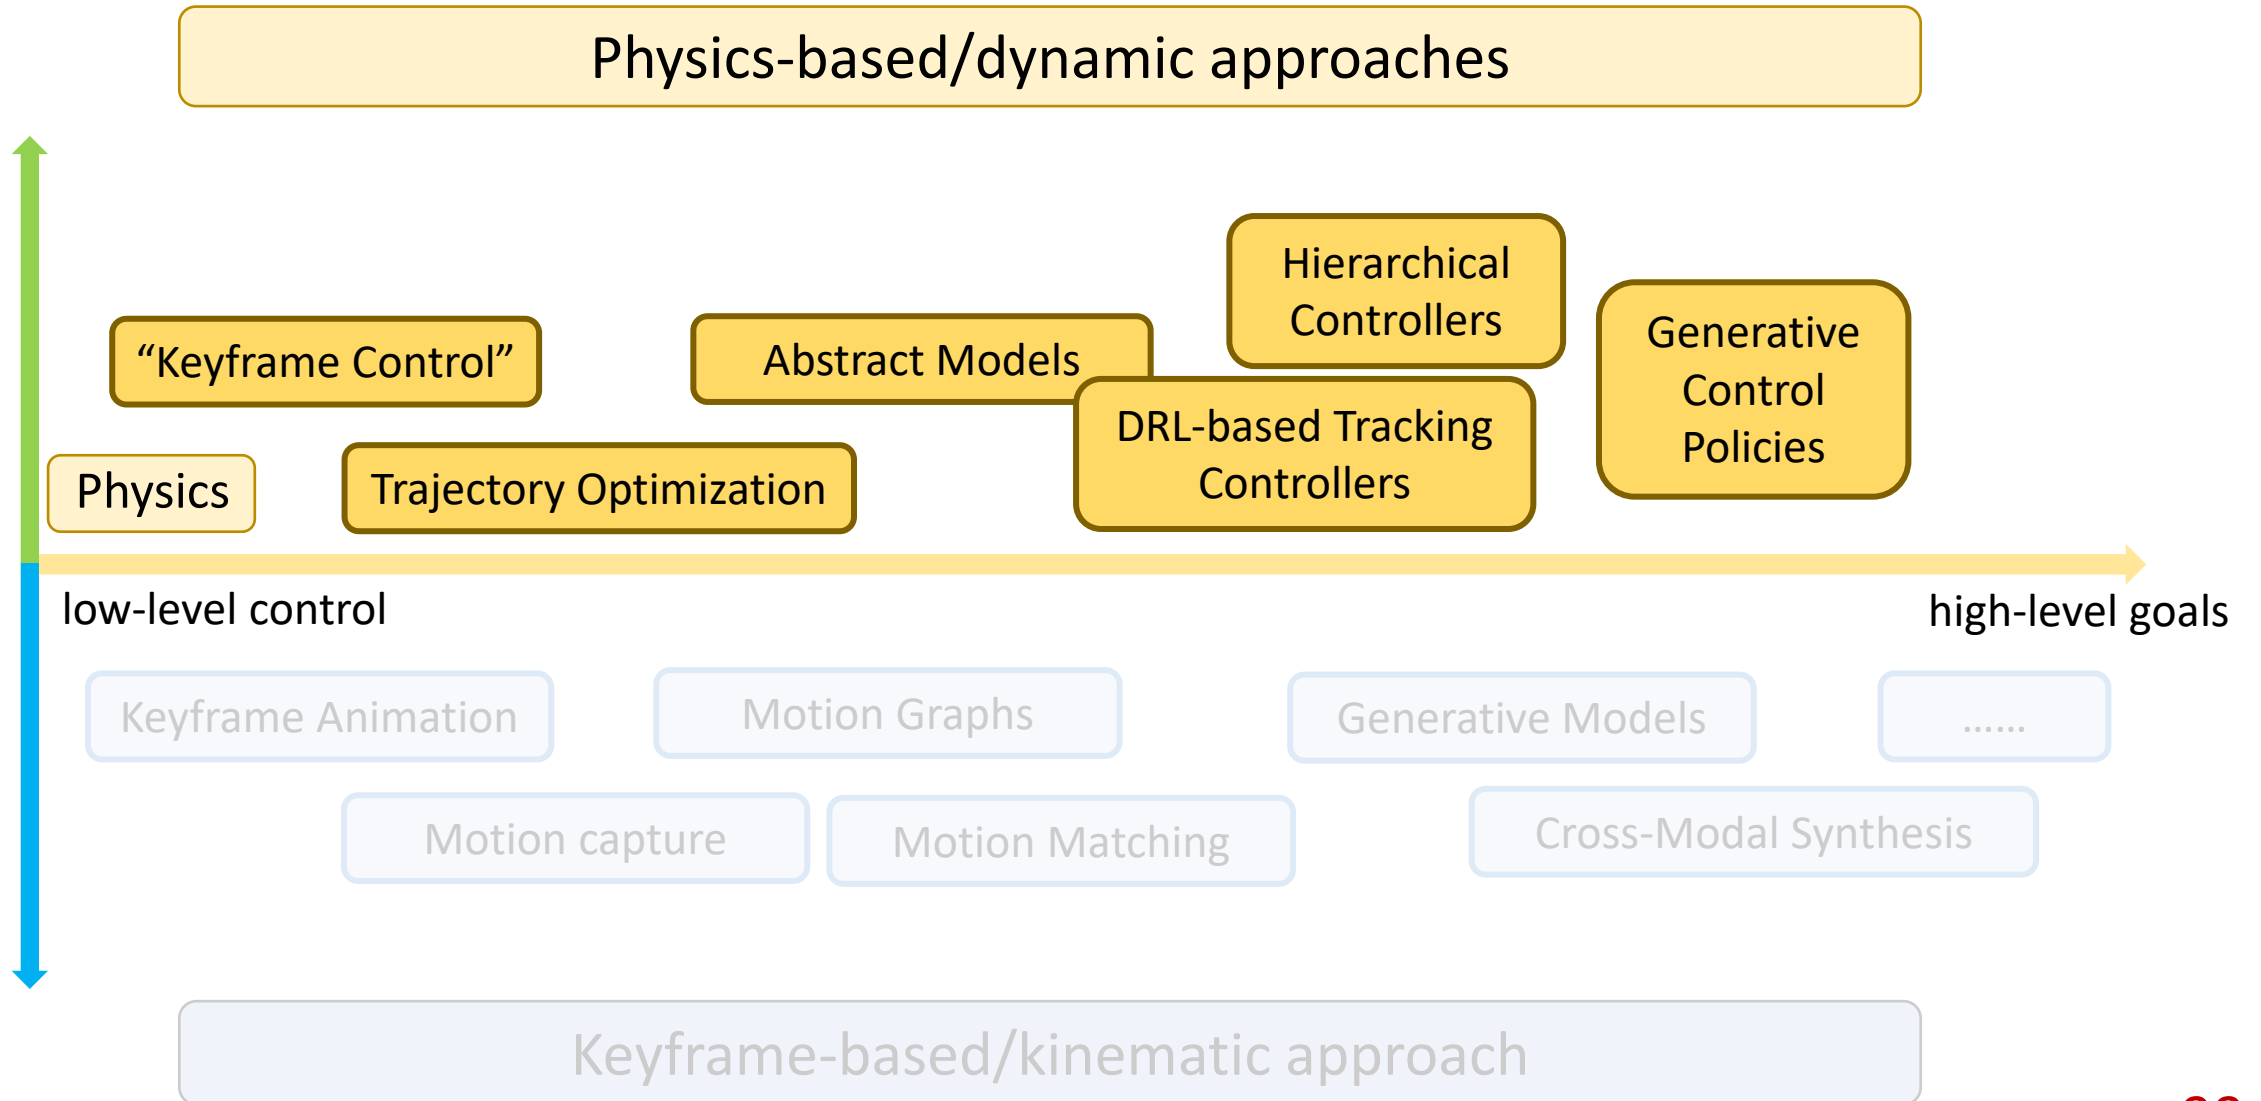 Physics-based/dynamic approaches
Hierarchical
Controllers
Generative
Control
Policies
“Keyframe Control”
Abstract Models
DRL-based Tracking
Controllers
Physics
Trajectory Optimization
low-level control
high-level goals
Keyframe Animation
Motion Graphs
Generative Models
......
Motion capture
Motion Matching
Cross-Modal Synthesis
Keyframe-based/kinematic approach